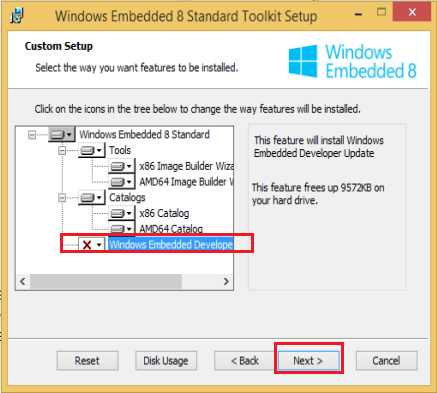 Windows Embedded 8 Standard Toolkit Setup
Custom Setup
Select the way you want features to be installed.
Windows
Embedded 8
Click on the icons in the tree below to change the way features will be installed.
Windows Embedded 8 Standard
Tools
x86 Image Builder Wiza
AMD64 Image Builder W
Catalogs
x86 Catalog
AMD64 Catalog
Windows Embedded Develope
This feature will install Windows
Embedded Developer Update
This feature frees up 9572KB on
your hard drive.
Reset Disk Usage < Back Next > Cancel